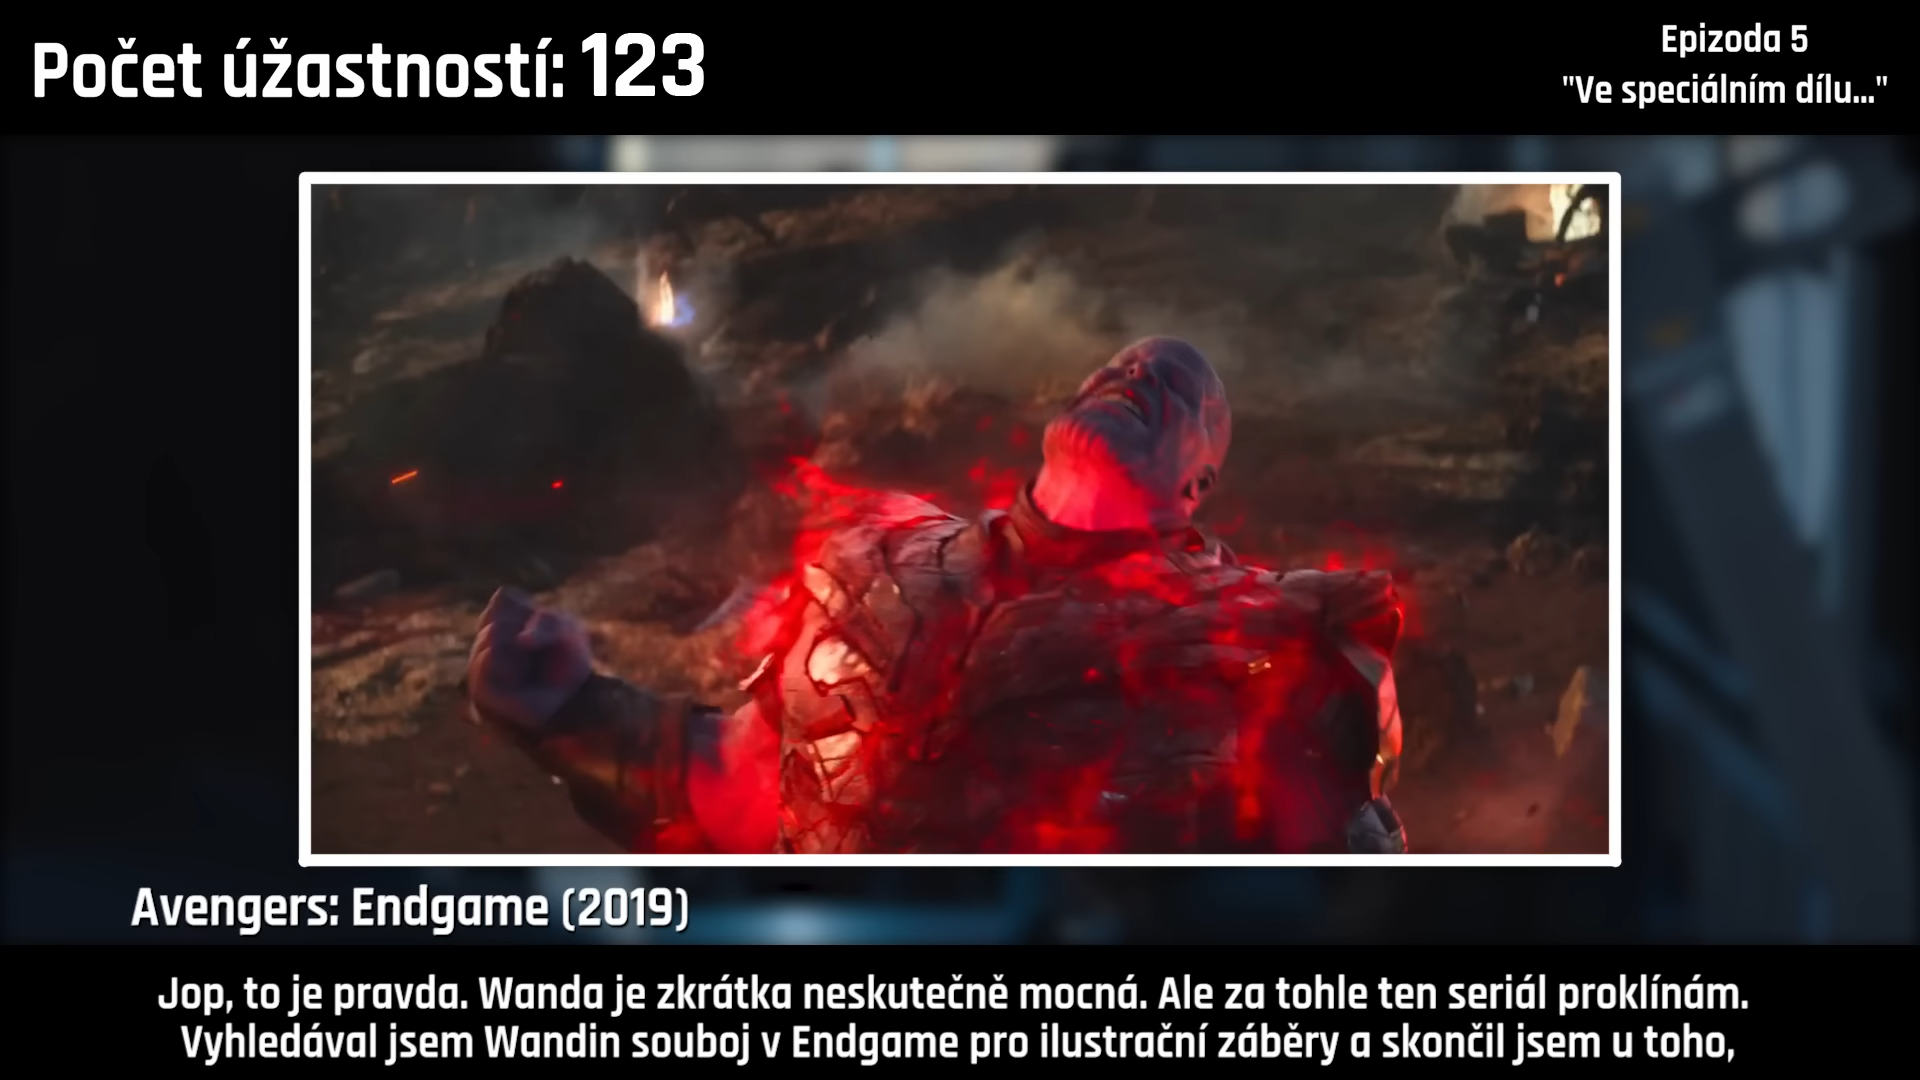 Počet úžastností: 123
Epizoda 5
"Ve speciálním dílu..."
Avengers: Endgame (2019)
Jop, to je pravda. Wanda je zkrátka neskutečně mocná. Ale za tohle ten seriál proklínám.
Vyhledával jsem Wandin souboj v Endgame pro ilustrační záběry a skončil jsem u toho,